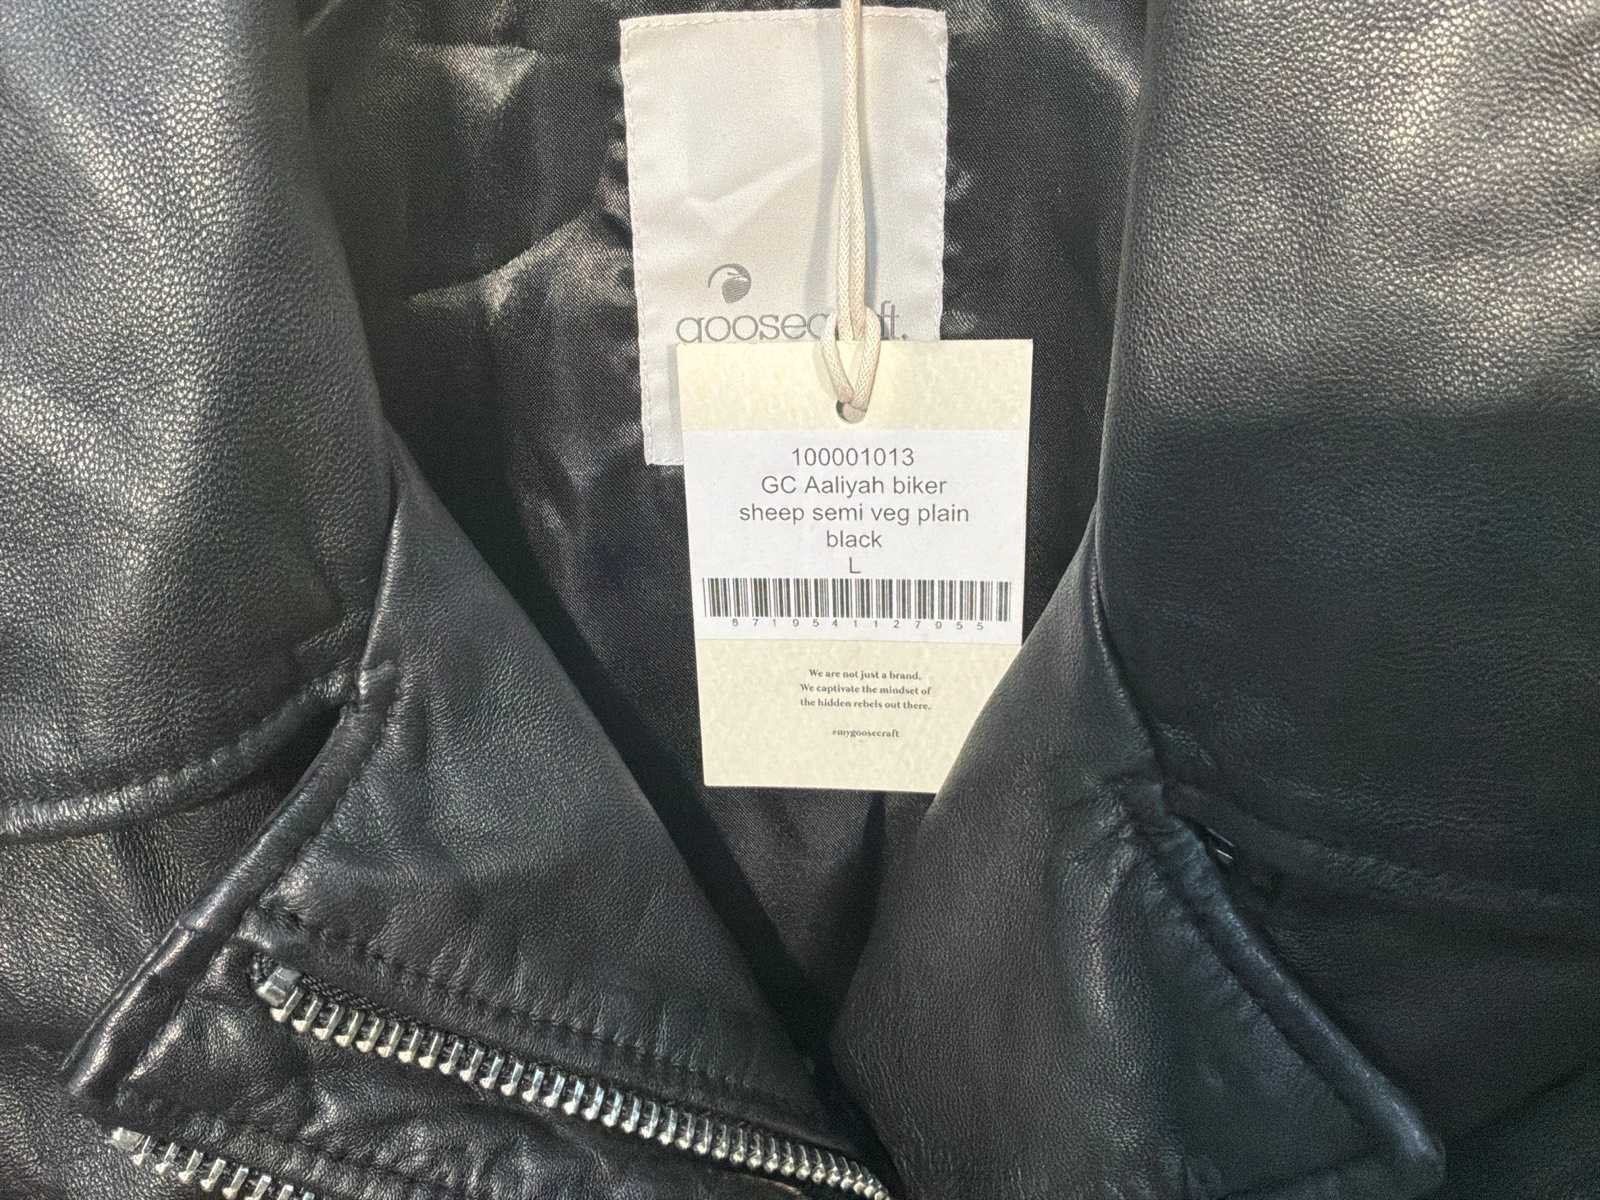 goosecraft.
100001013
GC Aaliyah biker
sheep semi veg plain
black
L
8719541127955
We are not just a brand.
We captivate the mindset of
the hidden rebels out there.
#mygoosecraft